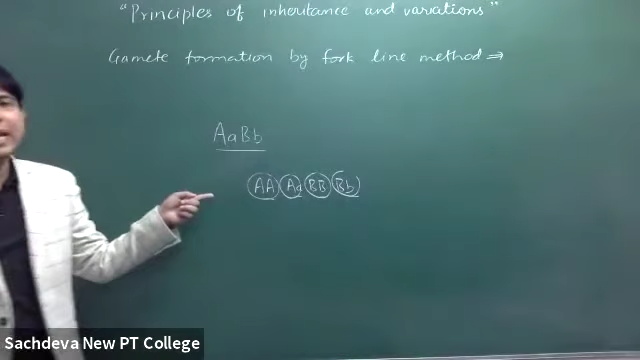 "Principles of inheritance and variations"
Gamete formation by fork line method ⇒
AaBb
AA Aa BB Bb
Sachdeva New PT College